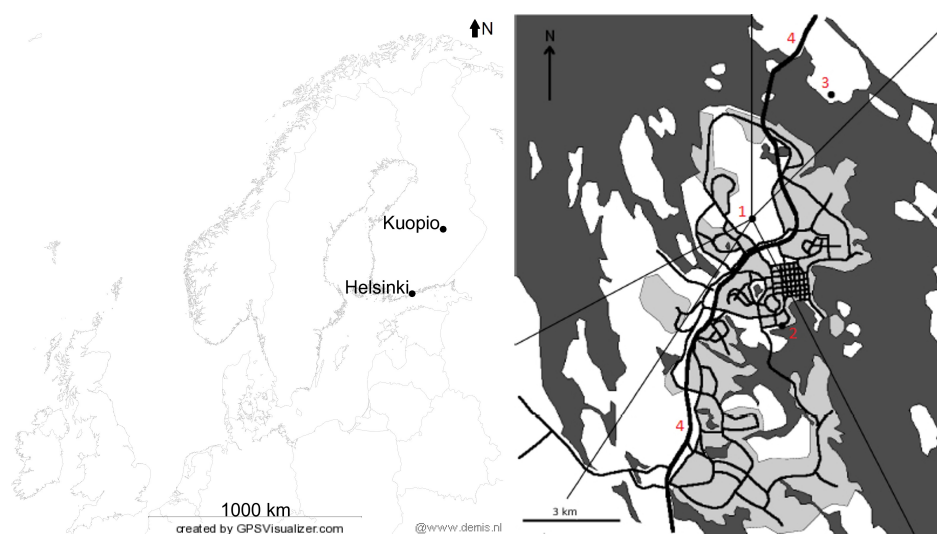 N
Kuopio
Helsinki
1000 km
created by GPSVisualizer.com
@www.demis.nl
N
4
3
1
2
4
3 km